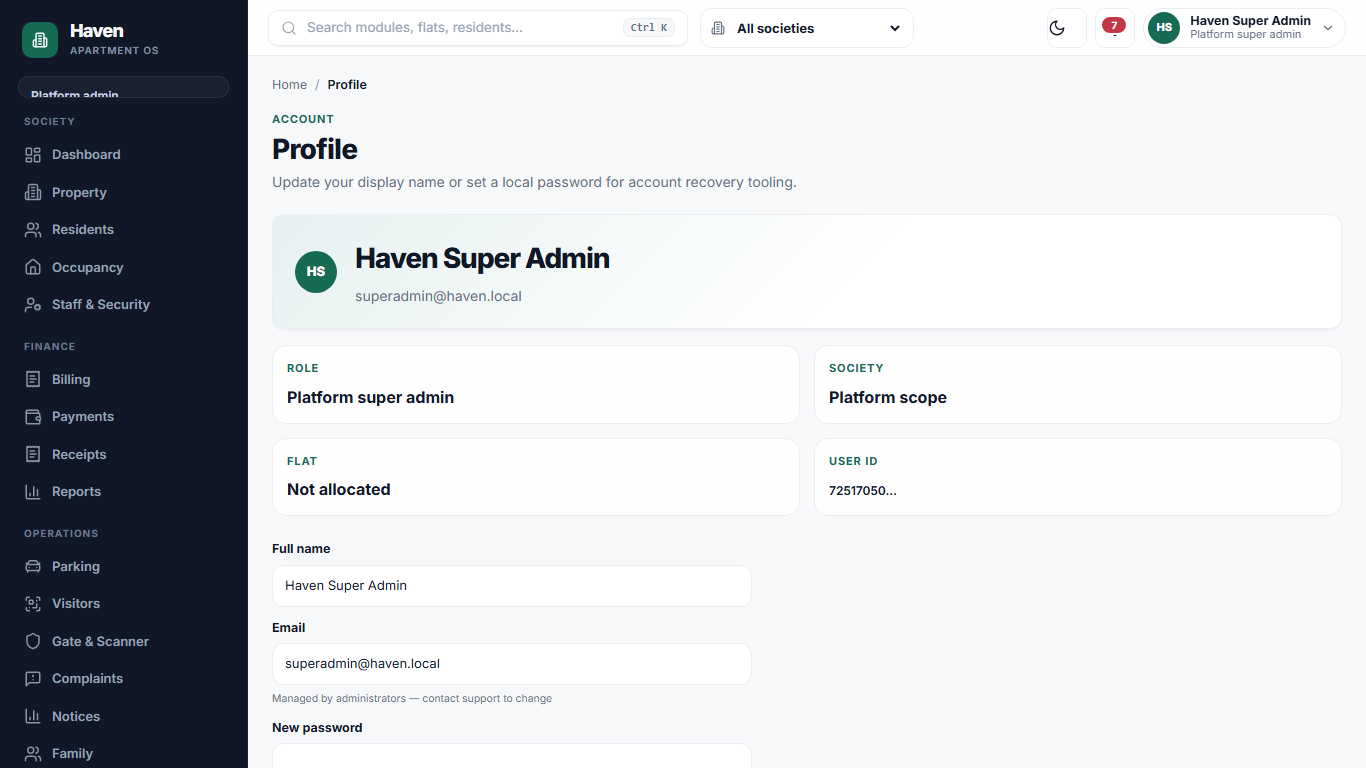 Haven
APARTMENT OS
Platform admin
SOCIETY
Dashboard
Property
Residents
Occupancy
Staff & Security
FINANCE
Billing
Payments
Receipts
Reports
OPERATIONS
Parking
Visitors
Gate & Scanner
Complaints
Notices
Family
Search modules, flats, residents...
Ctrl K
All societies
7
HS
Haven Super Admin
Platform super admin
Home / Profile
ACCOUNT
Profile
Update your display name or set a local password for account recovery tooling.
HS
Haven Super Admin
superadmin@haven.local
ROLE
Platform super admin
SOCIETY
Platform scope
FLAT
Not allocated
USER ID
72517050...
Full name
Haven Super Admin
Email
superadmin@haven.local
Managed by administrators — contact support to change
New password